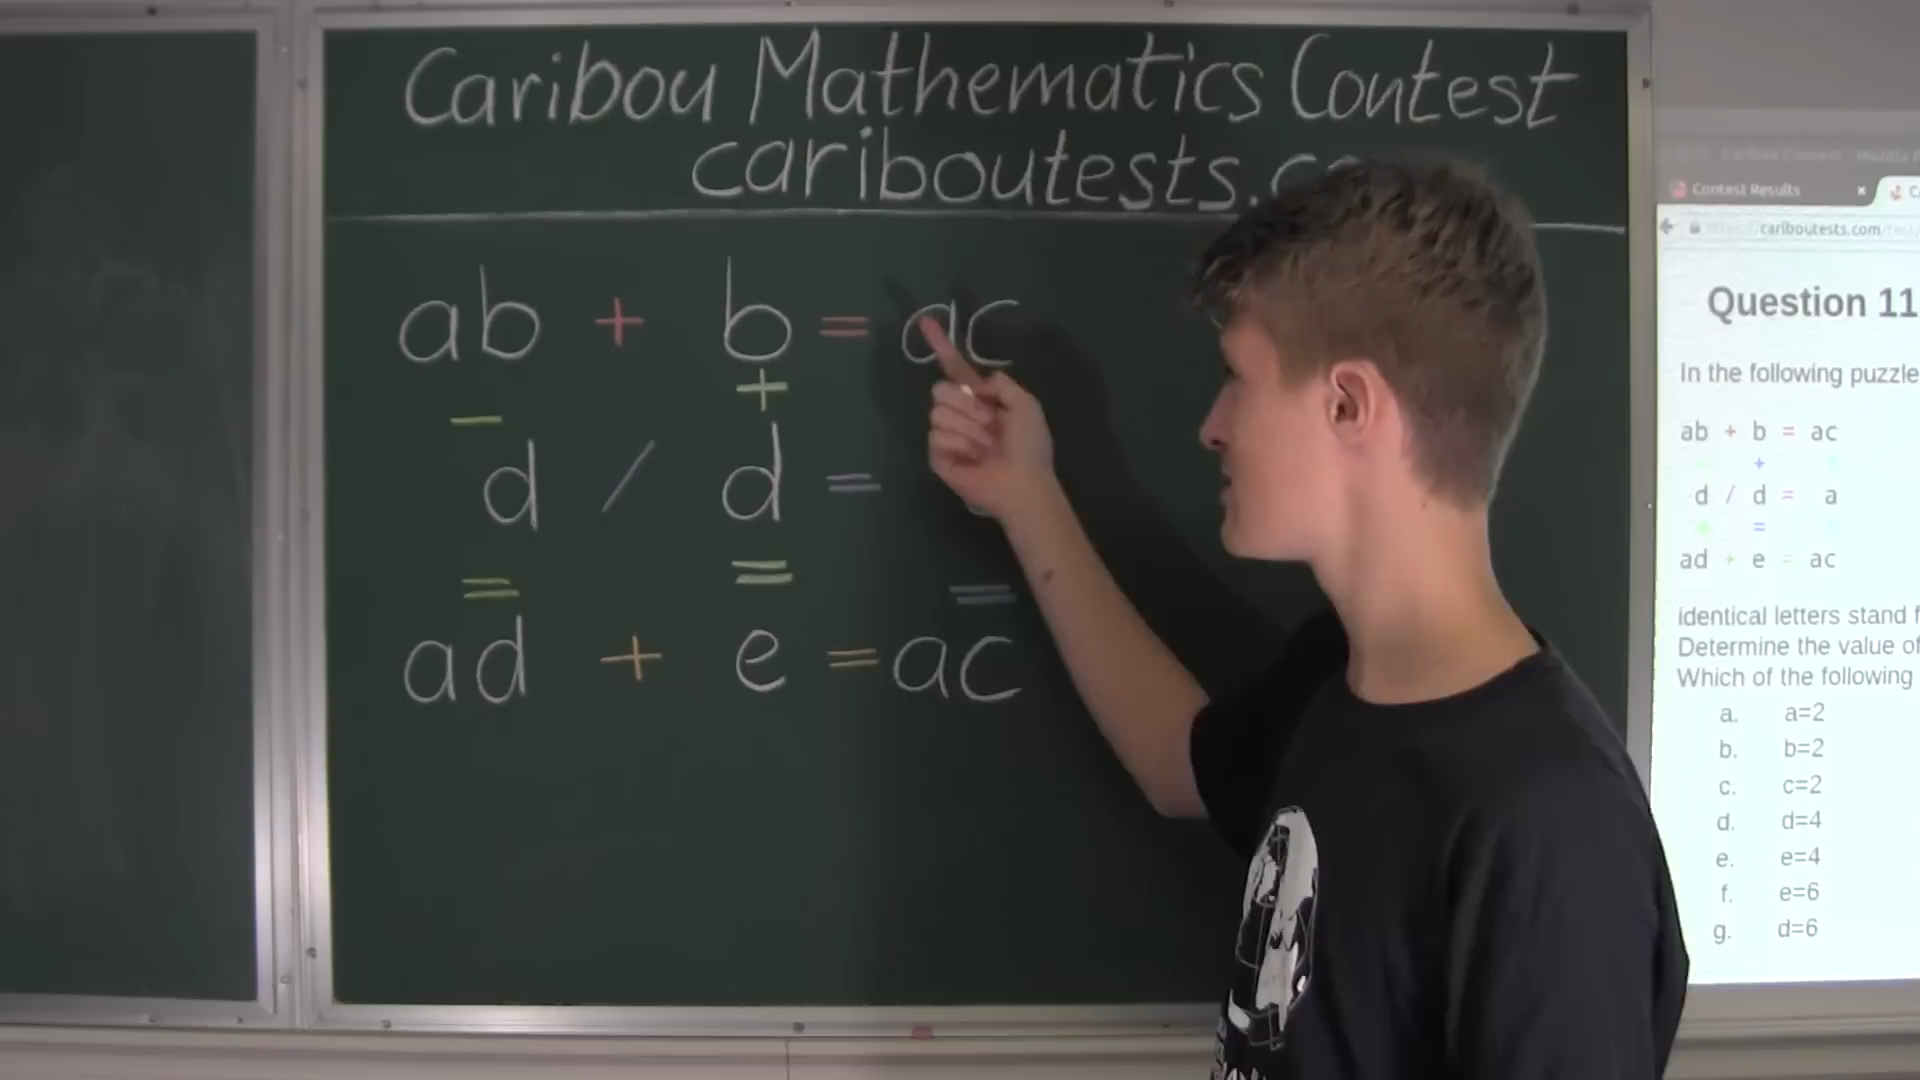 Caribou Mathematics Contest
cariboutests.
ab + b = ac
− +
d / d =
= = =
ad + e = ac
Contest Results
cariboutests.com
Question 11
In the following puzzle
ab + b = ac
+
d / d = a
=
ad + e = ac
identical letters stand
Determine the value of
Which of the following
a. a=2
b. b=2
c. c=2
d. d=4
e. e=4
f. e=6
g. d=6